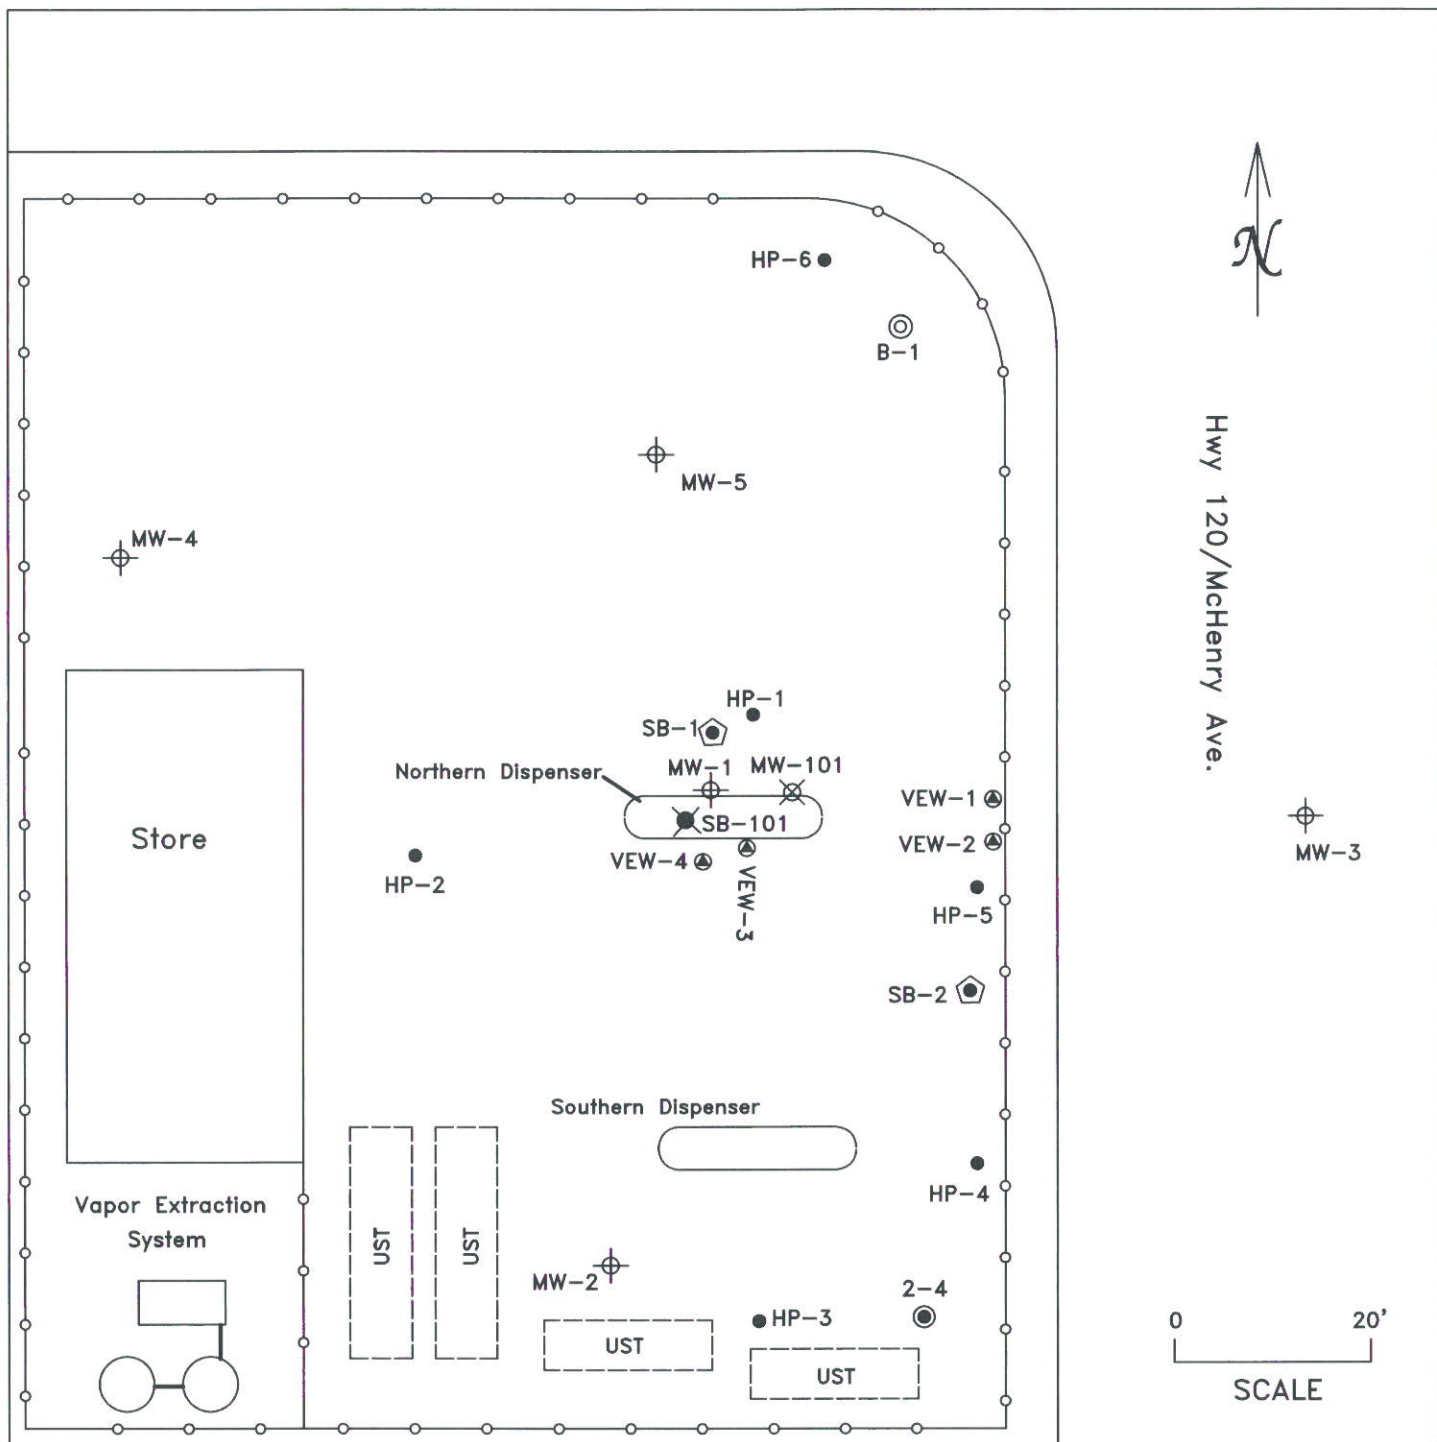 HP-6
N
B-1
Hwy 120/McHenry Ave.
MW-5
MW-4
HP-1
SB-1
MW-1
MW-101
Northern Dispenser
VEW-1
SB-101
Store
VEW-2
MW-3
VEW-4
HP-2
VEW-3
HP-5
SB-2
Southern Dispenser
HP-4
Vapor Extraction
System
UST
UST
MW-2
2-4
HP-3
0 20'
UST
UST
SCALE